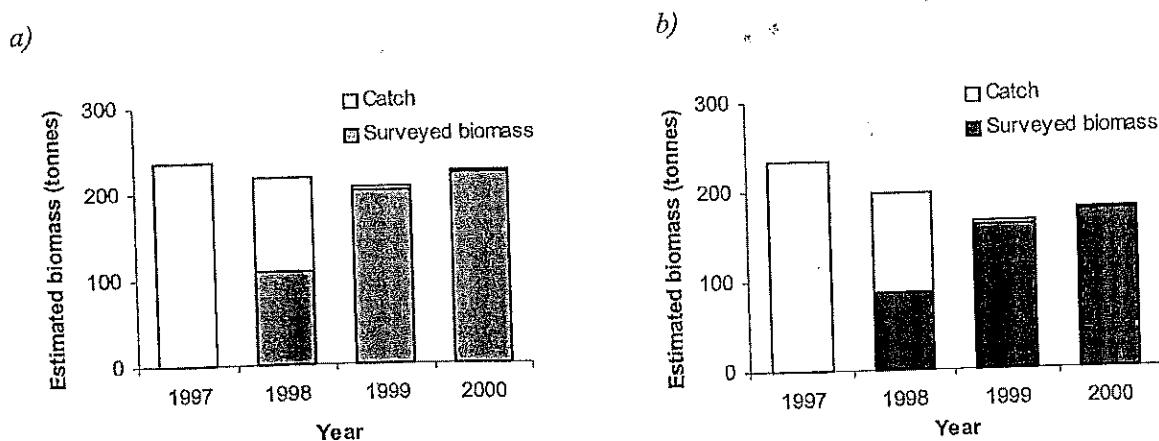 a)
Catch
Surveyed biomass
Estimated biomass (tonnes)
300
200
100
0
1997
1998
1999
2000
Year
b)
Catch
Surveyed biomass
Estimated biomass (tonnes)
300
200
100
0
1997
1998
1999
2000
Year